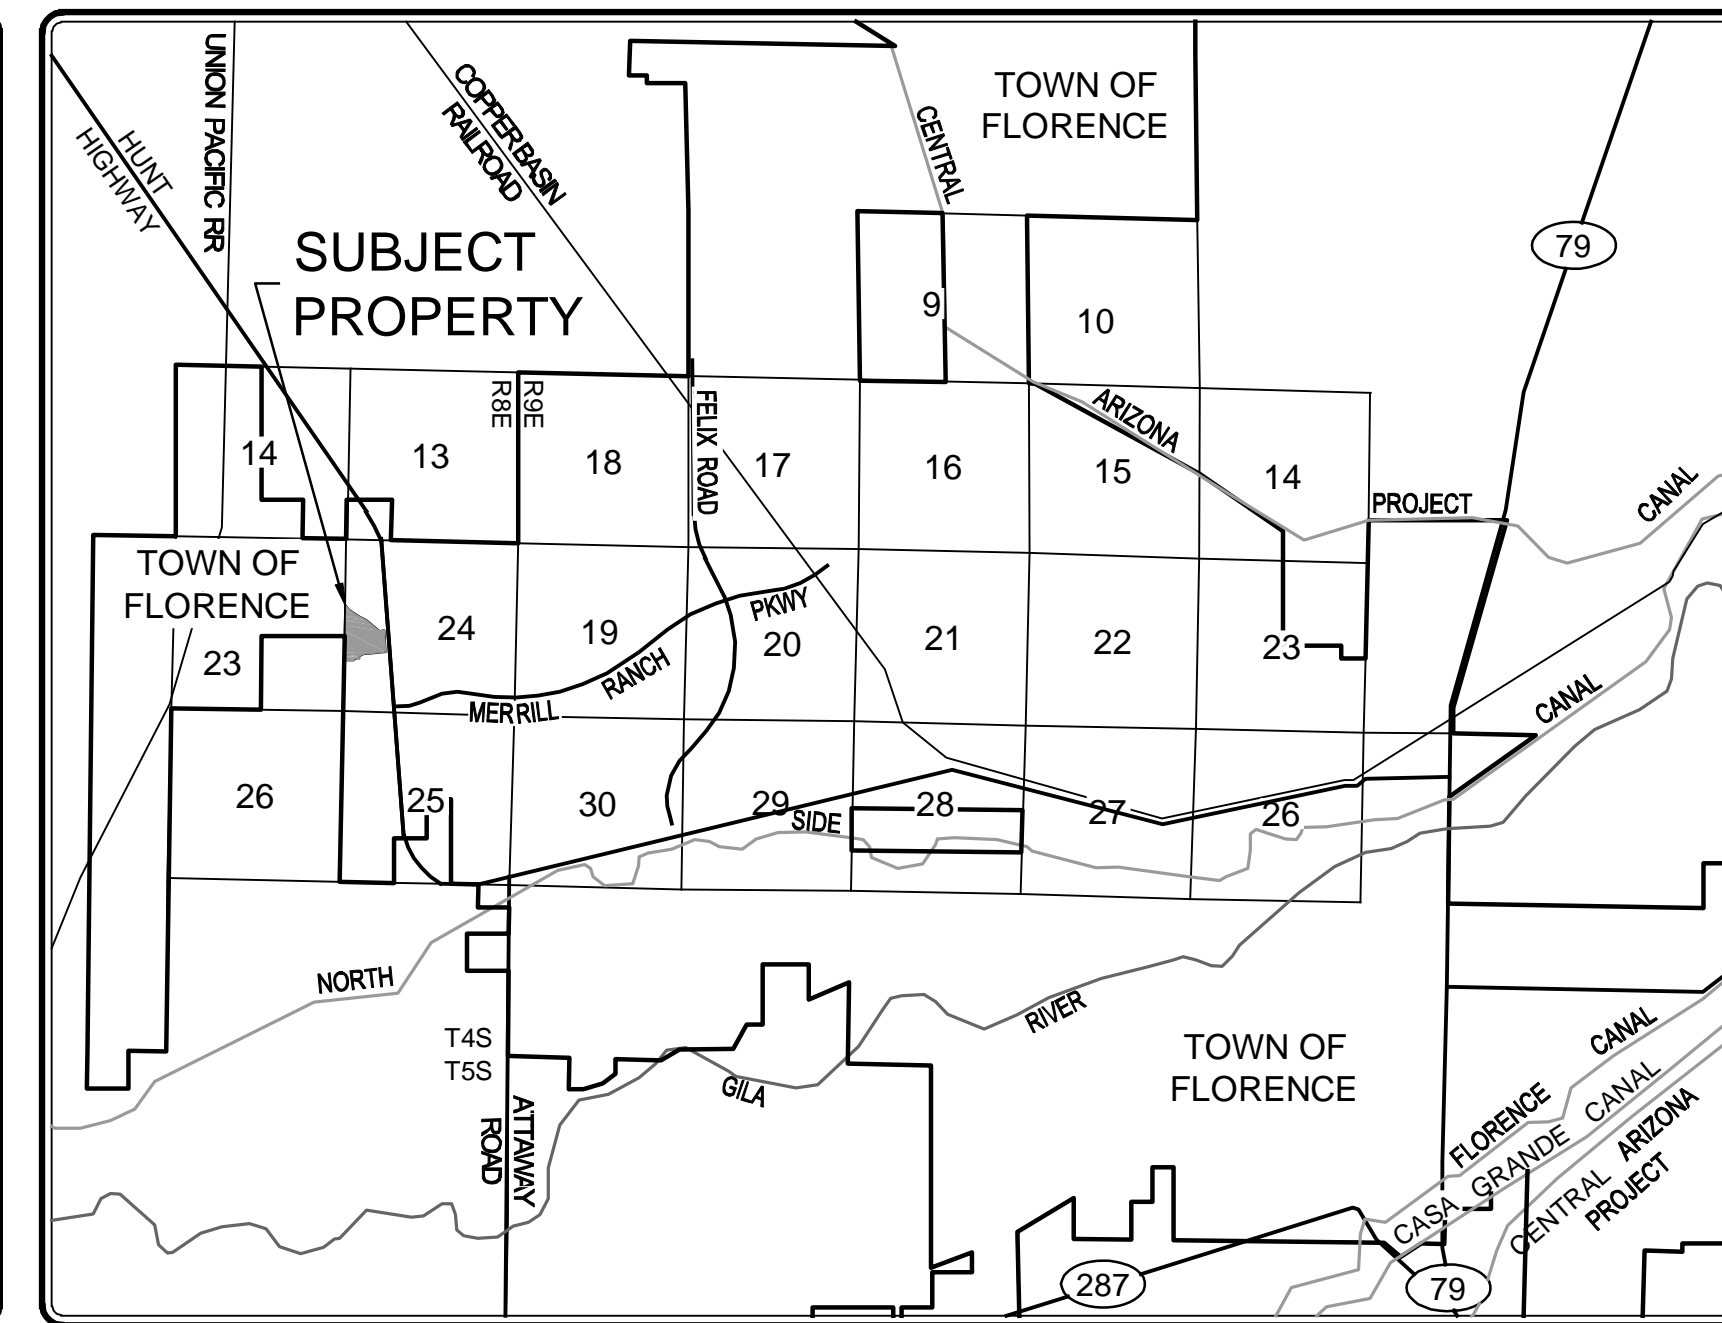 UNION PACIFIC RR
COPPER BASIN
RAILROAD
HUNT
HIGHWAY
TOWN OF
FLORENCE
CENTRAL
79
SUBJECT
PROPERTY
9
10
R8E
R9E
FELIX ROAD
ARIZONA
14
13
18
17
16
15
14
PROJECT
CANAL
TOWN OF
FLORENCE
23
24
19
20
21
22
23
PKWY
RANCH
MERRILL
CANAL
26
25
30
29
SIDE
28
27
26
NORTH
RIVER
T4S
T5S
GILA
TOWN OF
FLORENCE
CANAL
ATTAWAY
ROAD
FLORENCE
CASA GRANDE CANAL
CENTRAL ARIZONA
PROJECT
287
79